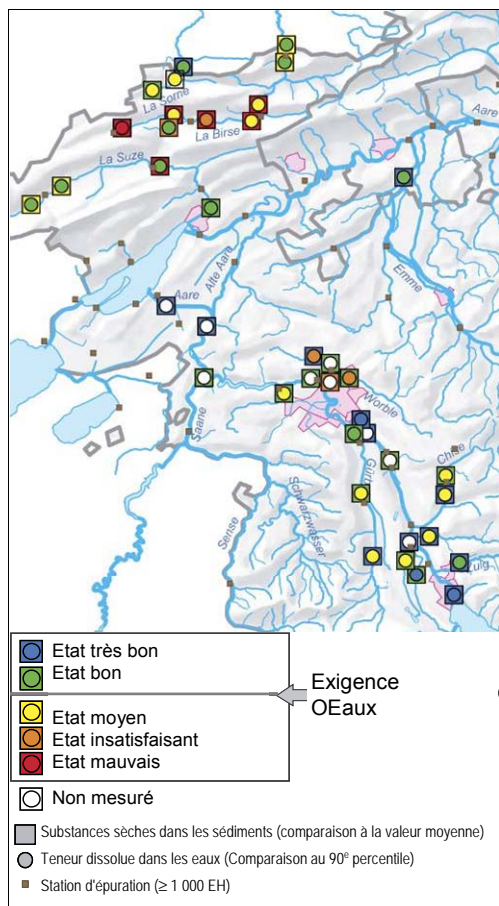 La Sorne
La Birse
Aare
La Suze
Alte Aare
Emme
Aare
Worble
Saane
Chise
Gürbe
Schwarzwasser
Sense
Zulg
Etat très bon
Etat bon
Exigence
OEaux
Etat moyen
Etat insatisfaisant
Etat mauvais
Non mesuré
Substances sèches dans les sédiments (comparaison à la valeur moyenne)
Teneur dissolue dans les eaux (Comparaison au 90e percentile)
Station d'épuration (≥ 1 000 EH)